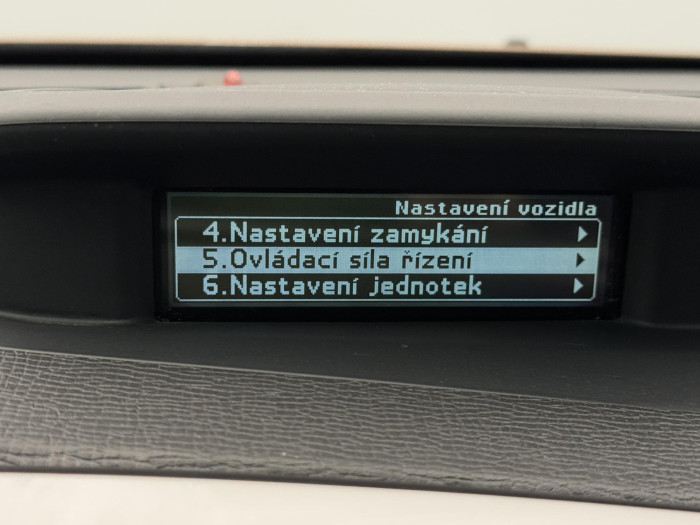 Nastavení vozidla
4.Nastavení zamykání
5.Ovládací síla řízení
6.Nastavení jednotek